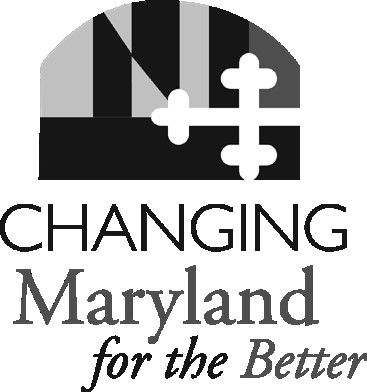 CHANGING
Maryland
for the Better